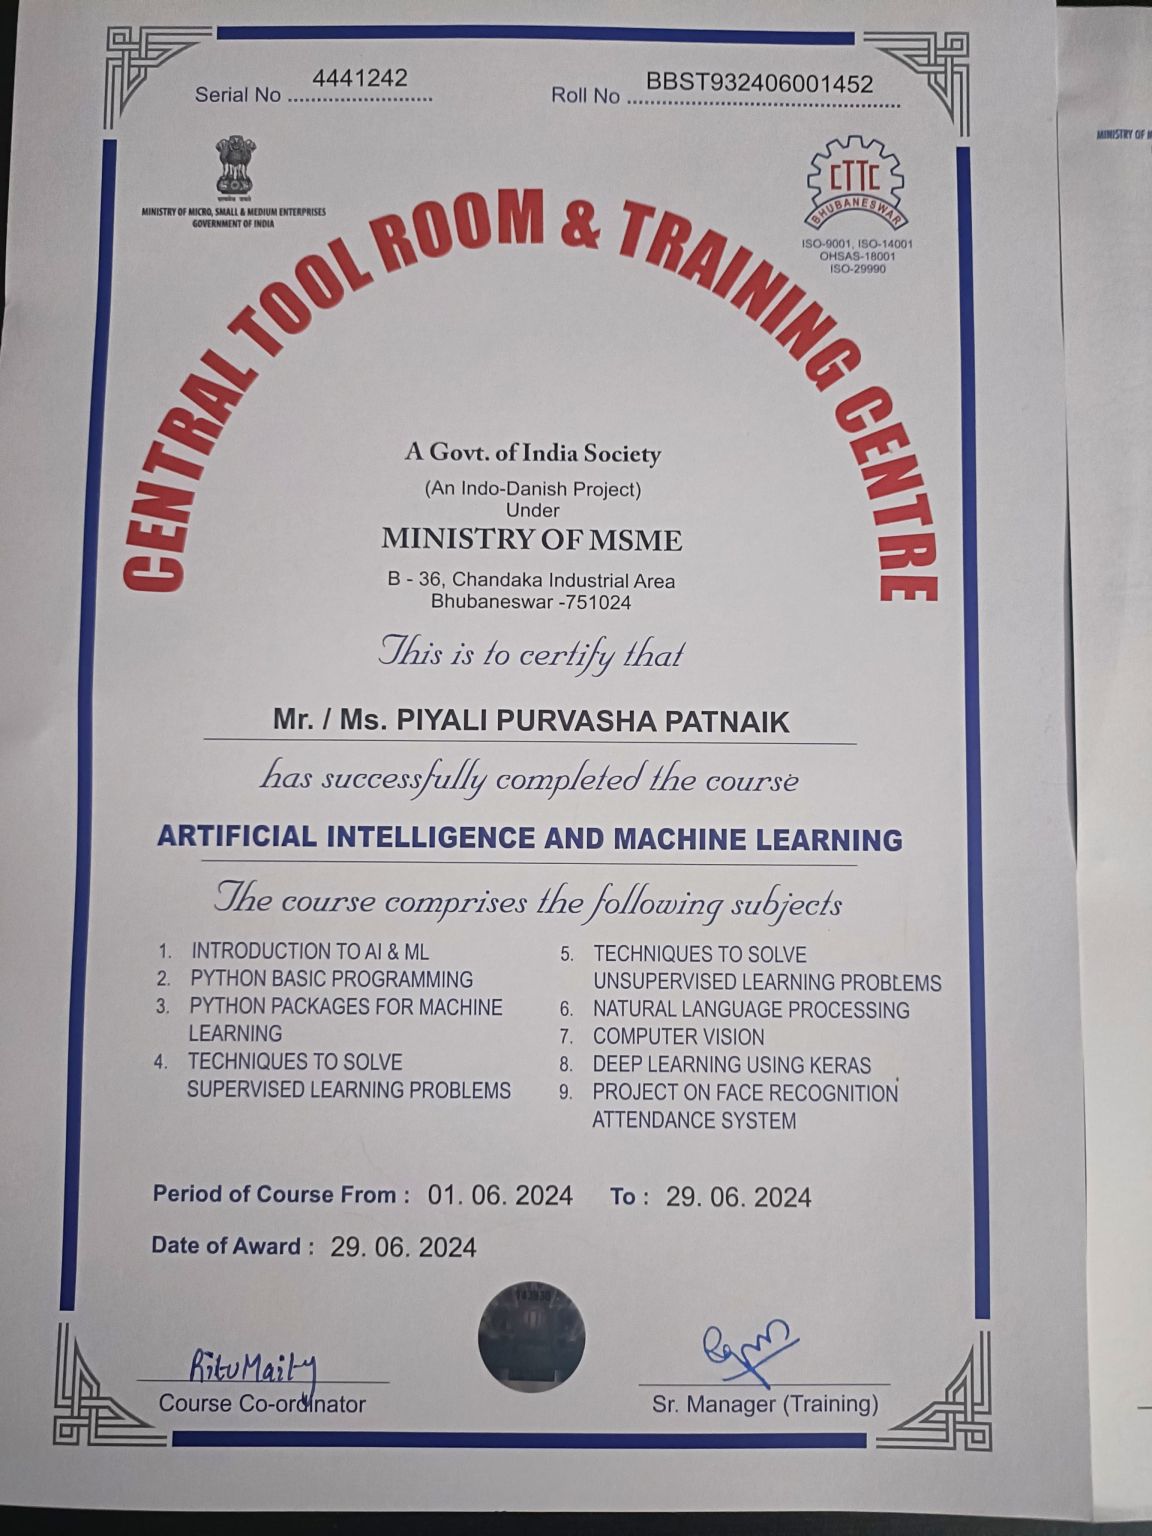 Serial No 4441242
Roll No BBST932406001452
MINISTRY OF MICRO, SMALL & MEDIUM ENTERPRISES
GOVERNMENT OF INDIA
CTTC
BHUBANESWAR
ISO-9001, ISO-14001
OHSAS-18001
ISO-29990
MINISTRY OF
CENTRAL TOOL ROOM & TRAINING CENTRE
A Govt. of India Society
(An Indo-Danish Project)
Under
MINISTRY OF MSME
B - 36, Chandaka Industrial Area
Bhubaneswar -751024
This is to certify that
Mr. / Ms. PIYALI PURVASHA PATNAIK
has successfully completed the course
ARTIFICIAL INTELLIGENCE AND MACHINE LEARNING
The course comprises the following subjects
1. INTRODUCTION TO AI & ML
2. PYTHON BASIC PROGRAMMING
3. PYTHON PACKAGES FOR MACHINE
LEARNING
4. TECHNIQUES TO SOLVE
SUPERVISED LEARNING PROBLEMS
5. TECHNIQUES TO SOLVE
UNSUPERVISED LEARNING PROBLEMS
6. NATURAL LANGUAGE PROCESSING
7. COMPUTER VISION
8. DEEP LEARNING USING KERAS
9. PROJECT ON FACE RECOGNITION
ATTENDANCE SYSTEM
Period of Course From : 01. 06. 2024 To : 29. 06. 2024
Date of Award : 29. 06. 2024
Ritu Maity
Course Co-ordinator
Sr. Manager (Training)